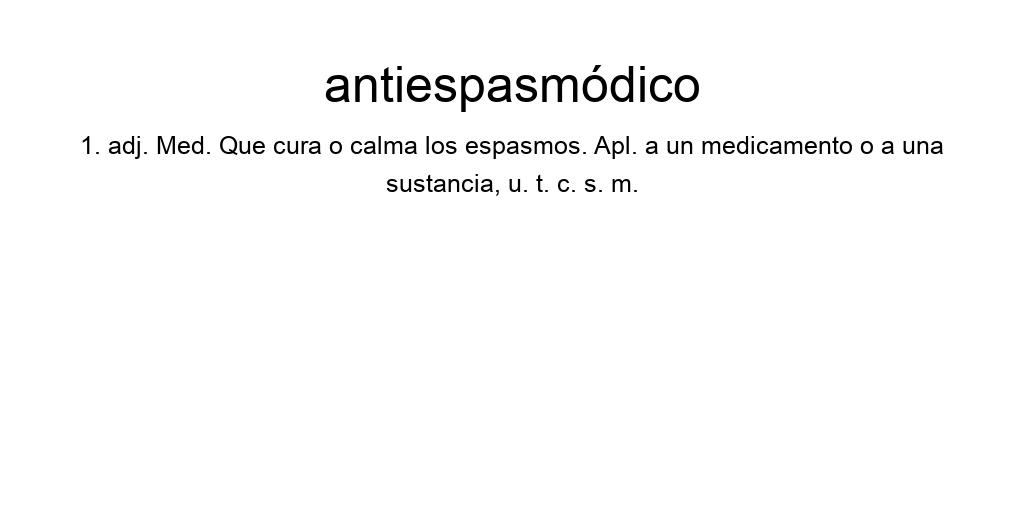 antiespasmódico
1. adj. Med. Que cura o calma los espasmos. Apl. a un medicamento o a una
sustancia, u. t. c. s. m.